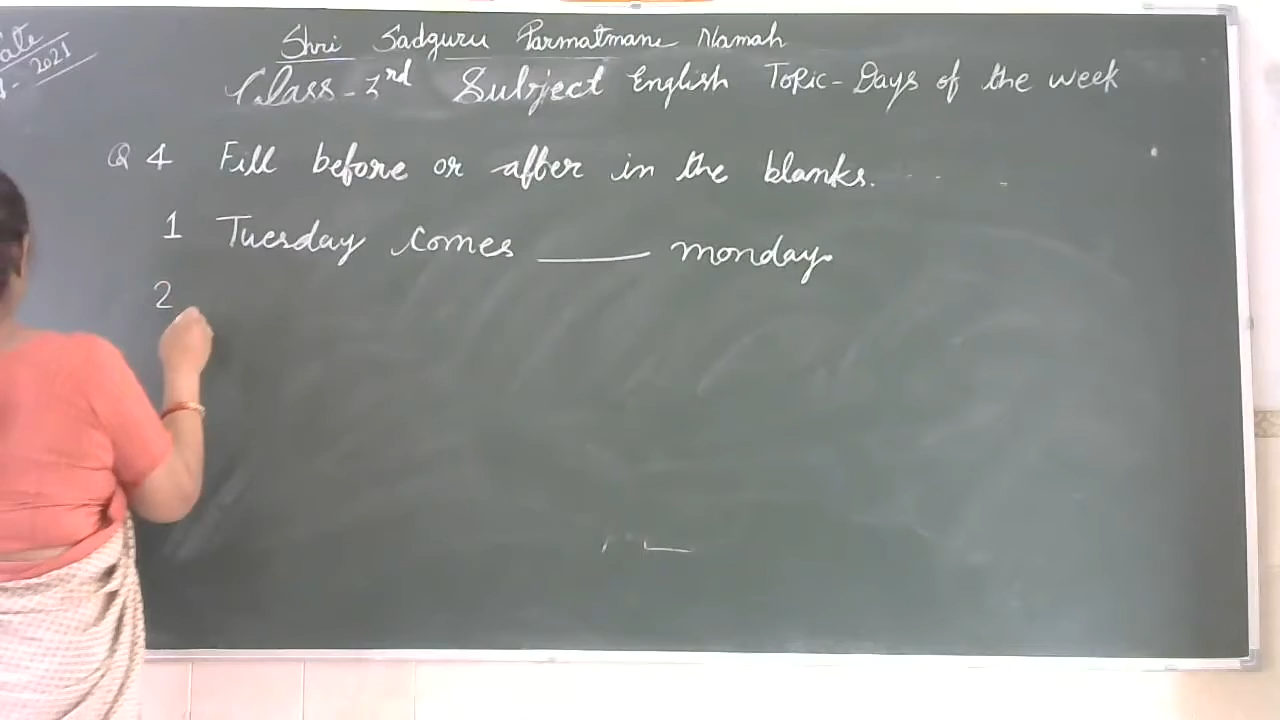 Shri Sadguru Parmatmane Namah
2021
Class - 3rd Subject English Topic - Days of the week
Q 4 Fill before or after in the blanks.
1 Tuesday comes ____ monday.
2